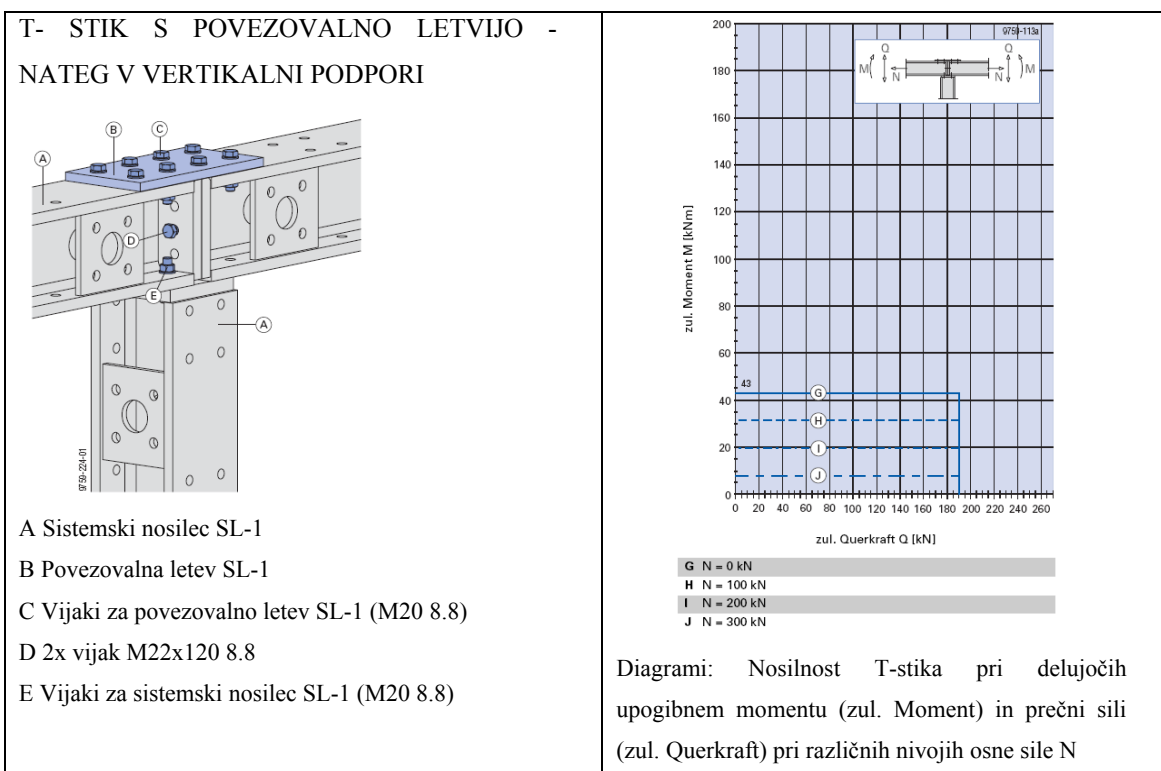 T- STIK S POVEZOVALNO LETVIJO -
NATEG V VERTIKALNI PODPORI
B
C
A
D
E
A
9759-224-01
A Sistemski nosilec SL-1
B Povezovalna letev SL-1
C Vijaki za povezovalno letev SL-1 (M20 8.8)
D 2x vijak M22x120 8.8
E Vijaki za sistemski nosilec SL-1 (M20 8.8)
9759-113a
Q Q
M N N M
zul. Moment M [kNm]
200
180
160
140
120
100
80
60
43
40
20
0
G
H
I
J
0 20 40 60 80 100 120 140 160 180 200 220 240 260
zul. Querkraft Q [kN]
G N = 0 kN
H N = 100 kN
I N = 200 kN
J N = 300 kN
Diagrami: Nosilnost T-stika pri delujočih
upogibnem momentu (zul. Moment) in prečni sili
(zul. Querkraft) pri različnih nivojih osne sile N